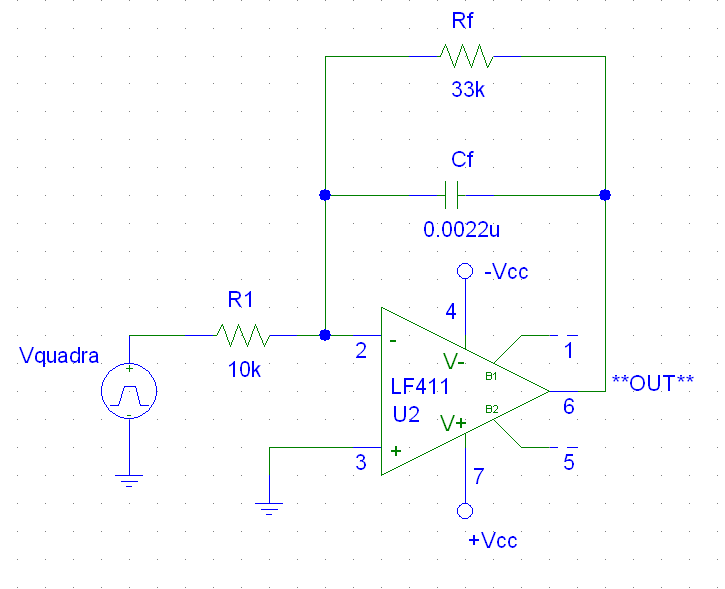 Rf
33k
Cf
0.0022u
-Vcc
4
R1
10k
Vquadra
+
-
2
-
V-
B1
1
LF411
U2
B2
**OUT**
6
V+
+
3
5
7
+Vcc